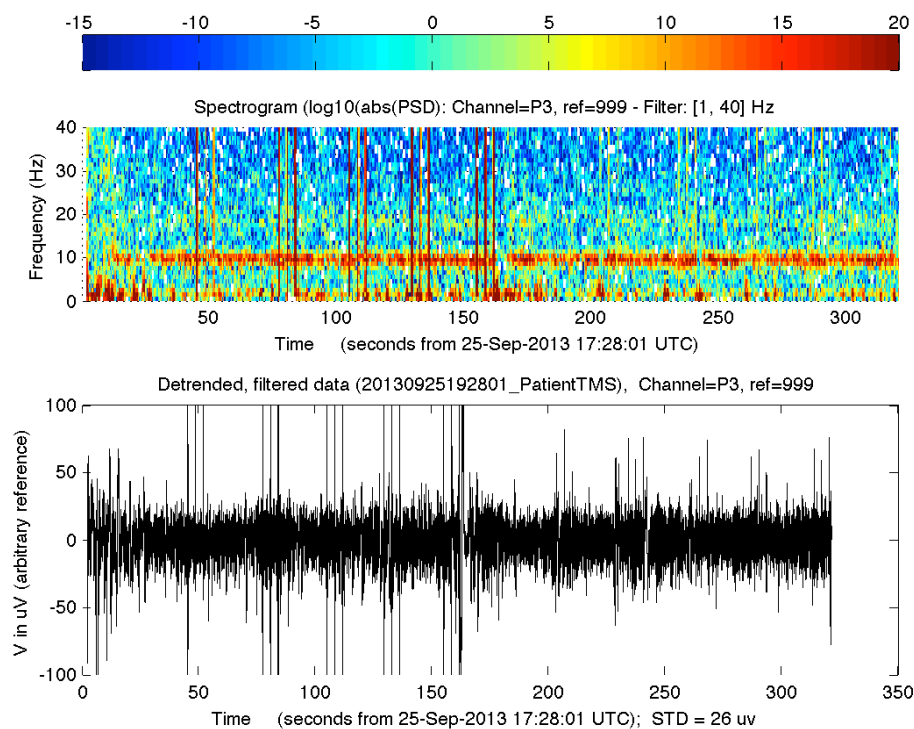 -15 -10 -5 0 5 10 15 20
Spectrogram (log10(abs(PSD): Channel=P3, ref=999 - Filter: [1, 40] Hz
40
30
20
10
0
Frequency (Hz)
50 100 150 200 250 300
Time (seconds from 25-Sep-2013 17:28:01 UTC)
Detrended, filtered data (20130925192801_PatientTMS), Channel=P3, ref=999
100
50
0
-50
-100
V in uV (arbitrary reference)
0 50 100 150 200 250 300 350
Time (seconds from 25-Sep-2013 17:28:01 UTC); STD = 26 uv